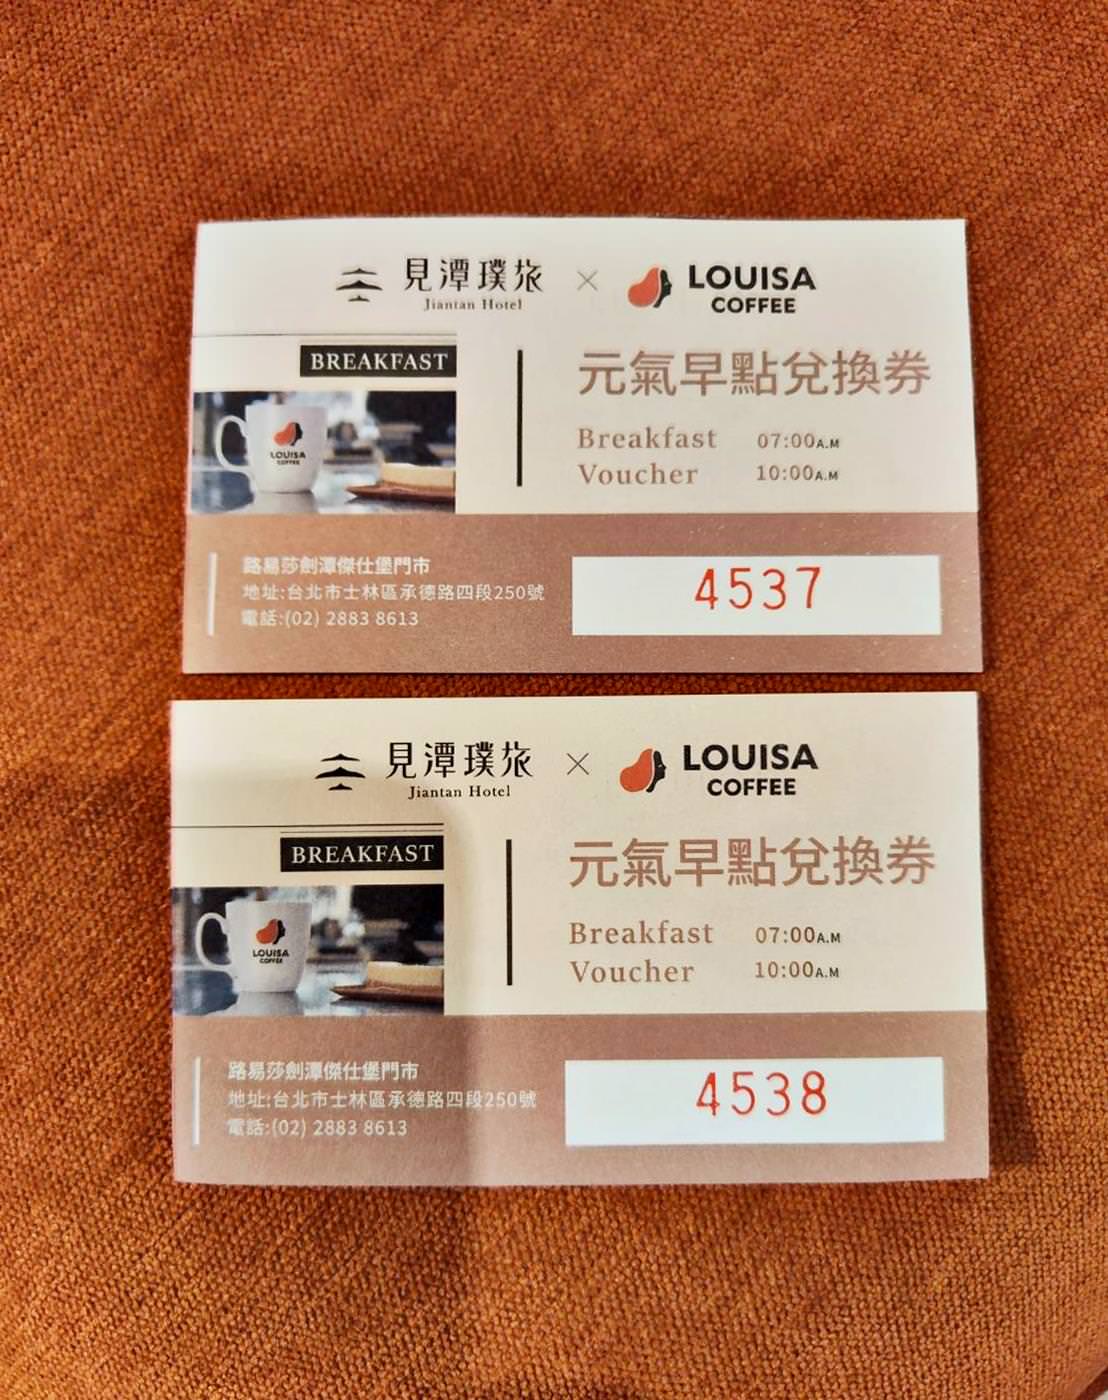 見潭璞旅 × LOUISA
Jiantan Hotel COFFEE
BREAKFAST
元氣早點兌換券
LOUISA
COFFEE
Breakfast 07:00A.M
Voucher 10:00A.M
路易莎劍潭傑仕堡門市
地址:台北市士林區承德路四段250號
電話:(02) 2883 8613
4537
見潭璞旅 × LOUISA
Jiantan Hotel COFFEE
BREAKFAST
元氣早點兌換券
LOUISA
COFFEE
Breakfast 07:00A.M
Voucher 10:00A.M
路易莎劍潭傑仕堡門市
地址:台北市士林區承德路四段250號
電話:(02) 2883 8613
4538